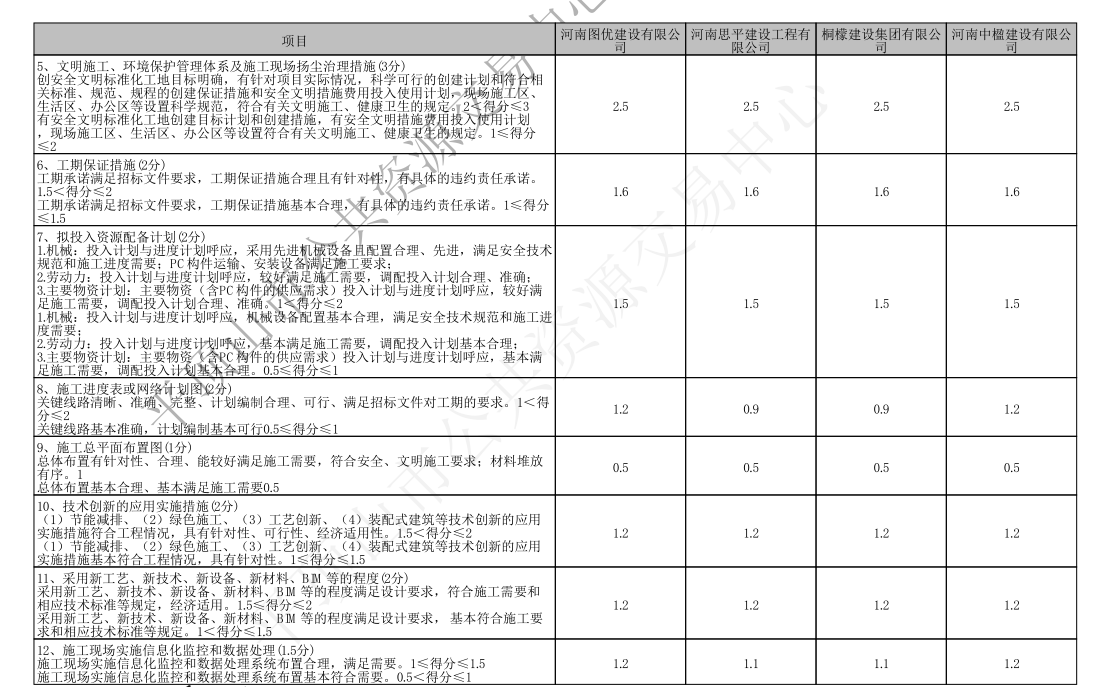 项目
河南图优建设有限公
司
河南思平建设工程有
限公司
桐檬建设集团有限公
司
河南中楹建设有限公
司
5、文明施工、环境保护管理体系及施工现场扬尘治理措施(3分)
创安全文明标准化工地目标明确，有针对项目实际情况，科学可行的创建计划和符合相
关标准、规范、规程的创建保证措施和安全文明措施费用投入使用计划，现场施工区、
生活区、办公区等设置科学规范，符合有关文明施工、健康卫生的规定。2＜得分≤3
有安全文明标准化工地创建目标计划和创建措施，有安全文明措施费用投入使用计划
，现场施工区、生活区、办公区等设置符合有关文明施工、健康卫生的规定。1≤得分
≤2
2.5
2.5
2.5
2.5
6、工期保证措施(2分)
工期承诺满足招标文件要求，工期保证措施合理且有针对性，有具体的违约责任承诺。
1.5＜得分≤2
工期承诺满足招标文件要求，工期保证措施基本合理，有具体的违约责任承诺。1≤得分
≤1.5
1.6
1.6
1.6
1.6
7、拟投入资源配备计划(2分)
1.机械：投入计划与进度计划呼应，采用先进机械设备且配置合理、先进，满足安全技术
规范和施工进度需要；PC构件运输、安装设备满足施工要求；
2.劳动力：投入计划与进度计划呼应，较好满足施工需要，调配投入计划合理、准确；
3.主要物资计划：主要物资（含PC构件的供应需求）投入计划与进度计划呼应，较好满
足施工需要，调配投入计划合理、准确。1＜得分≤2
1.机械：投入计划与进度计划呼应，机械设备配置基本合理，满足安全技术规范和施工进
度需要；
2.劳动力：投入计划与进度计划呼应，基本满足施工需要，调配投入计划基本合理；
3.主要物资计划：主要物资（含PC构件的供应需求）投入计划与进度计划呼应，基本满
足施工需要，调配投入计划基本合理。0.5≤得分≤1
1.5
1.5
1.5
1.5
8、施工进度表或网络计划图(2分)
关键线路清晰、准确、完整、计划编制合理、可行、满足招标文件对工期的要求。1＜得
分≤2
关键线路基本准确，计划编制基本可行0.5≤得分≤1
1.2
0.9
0.9
1.2
9、施工总平面布置图(1分)
总体布置有针对性、合理、能较好满足施工需要，符合安全、文明施工要求；材料堆放
有序。1
总体布置基本合理、基本满足施工需要0.5
0.5
0.5
0.5
0.5
10、技术创新的应用实施措施(2分)
（1）节能减排、（2）绿色施工、（3）工艺创新、（4）装配式建筑等技术创新的应用
实施措施符合工程情况，具有针对性、可行性、经济适用性。1.5＜得分≤2
（1）节能减排、（2）绿色施工、（3）工艺创新、（4）装配式建筑等技术创新的应用
实施措施基本符合工程情况，具有针对性。1≤得分≤1.5
1.2
1.2
1.2
1.2
11、采用新工艺、新技术、新设备、新材料、BIM 等的程度(2分)
采用新工艺、新技术、新设备、新材料、BIM 等的程度满足设计要求，符合施工需要和
相应技术标准等规定，经济适用。1.5≤得分≤2
采用新工艺、新技术、新设备、新材料、BIM 等的程度满足设计要求， 基本符合施工要
求和相应技术标准等规定。1＜得分≤1.5
1.2
1.2
1.2
1.2
12、施工现场实施信息化监控和数据处理(1.5分)
施工现场实施信息化监控和数据处理系统布置合理，满足需要。1≤得分≤1.5
施工现场实施信息化监控和数据处理系统布置基本符合需要。0.5＜得分≤1
1.2
1.1
1.1
1.2
平顶山市公共资源交易中心
山市公共资源交易中心